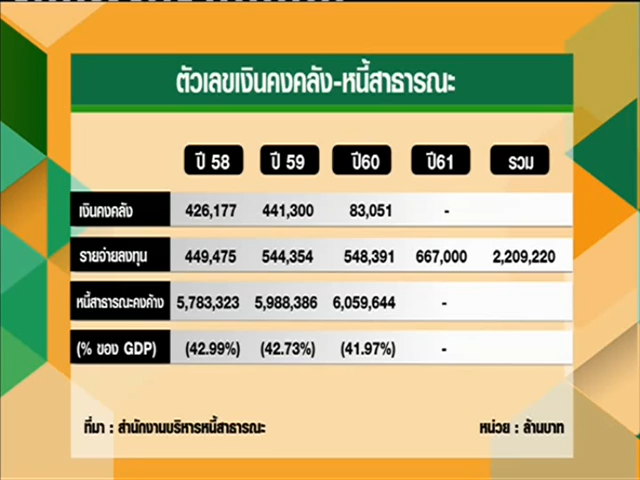 ตัวเลขเงินคงคลัง-หนี้สาธารณะ
ปี 58 ปี 59 ปี60 ปี61 รวม
เงินคงคลัง 426,177 441,300 83,051 -
รายจ่ายลงทุน 449,475 544,354 548,391 667,000 2,209,220
หนี้สาธารณะคงค้าง 5,783,323 5,988,386 6,059,644 -
(% ของ GDP) (42.99%) (42.73%) (41.97%) -
ที่มา : สำนักงานบริหารหนี้สาธารณะ หน่วย : ล้านบาท